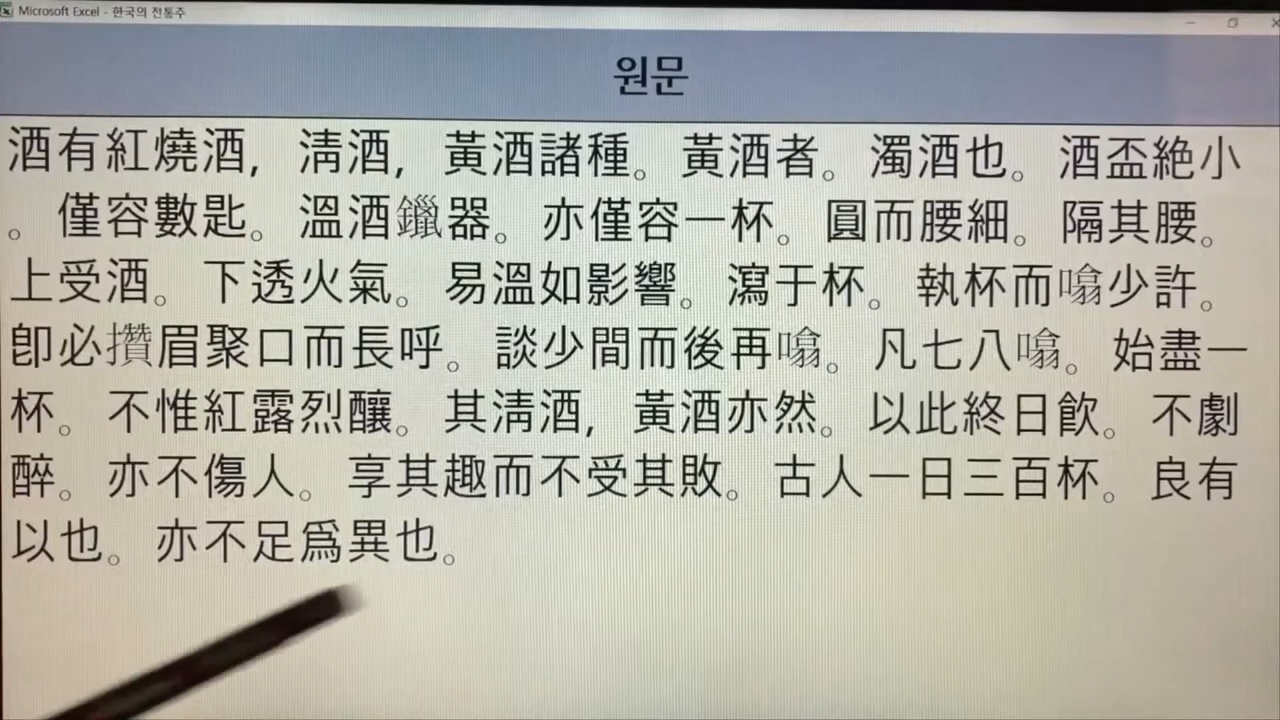 Microsoft Excel - 한국의 전통주
원문
酒有紅燒酒, 淸酒, 黃酒諸種。黃酒者。濁酒也。酒盃絶小
。僅容數匙。溫酒鑞器。亦僅容一杯。圓而腰細。隔其腰。
上受酒。下透火氣。易溫如影響。瀉于杯。執杯而噏少許。
卽必攢眉聚口而長呼。談少間而後再噏。凡七八噏。始盡一
杯。不惟紅露烈釀。其淸酒, 黃酒亦然。以此終日飮。不劇
醉。亦不傷人。享其趣而不受其敗。古人一日三百杯。良有
以也。亦不足爲異也。